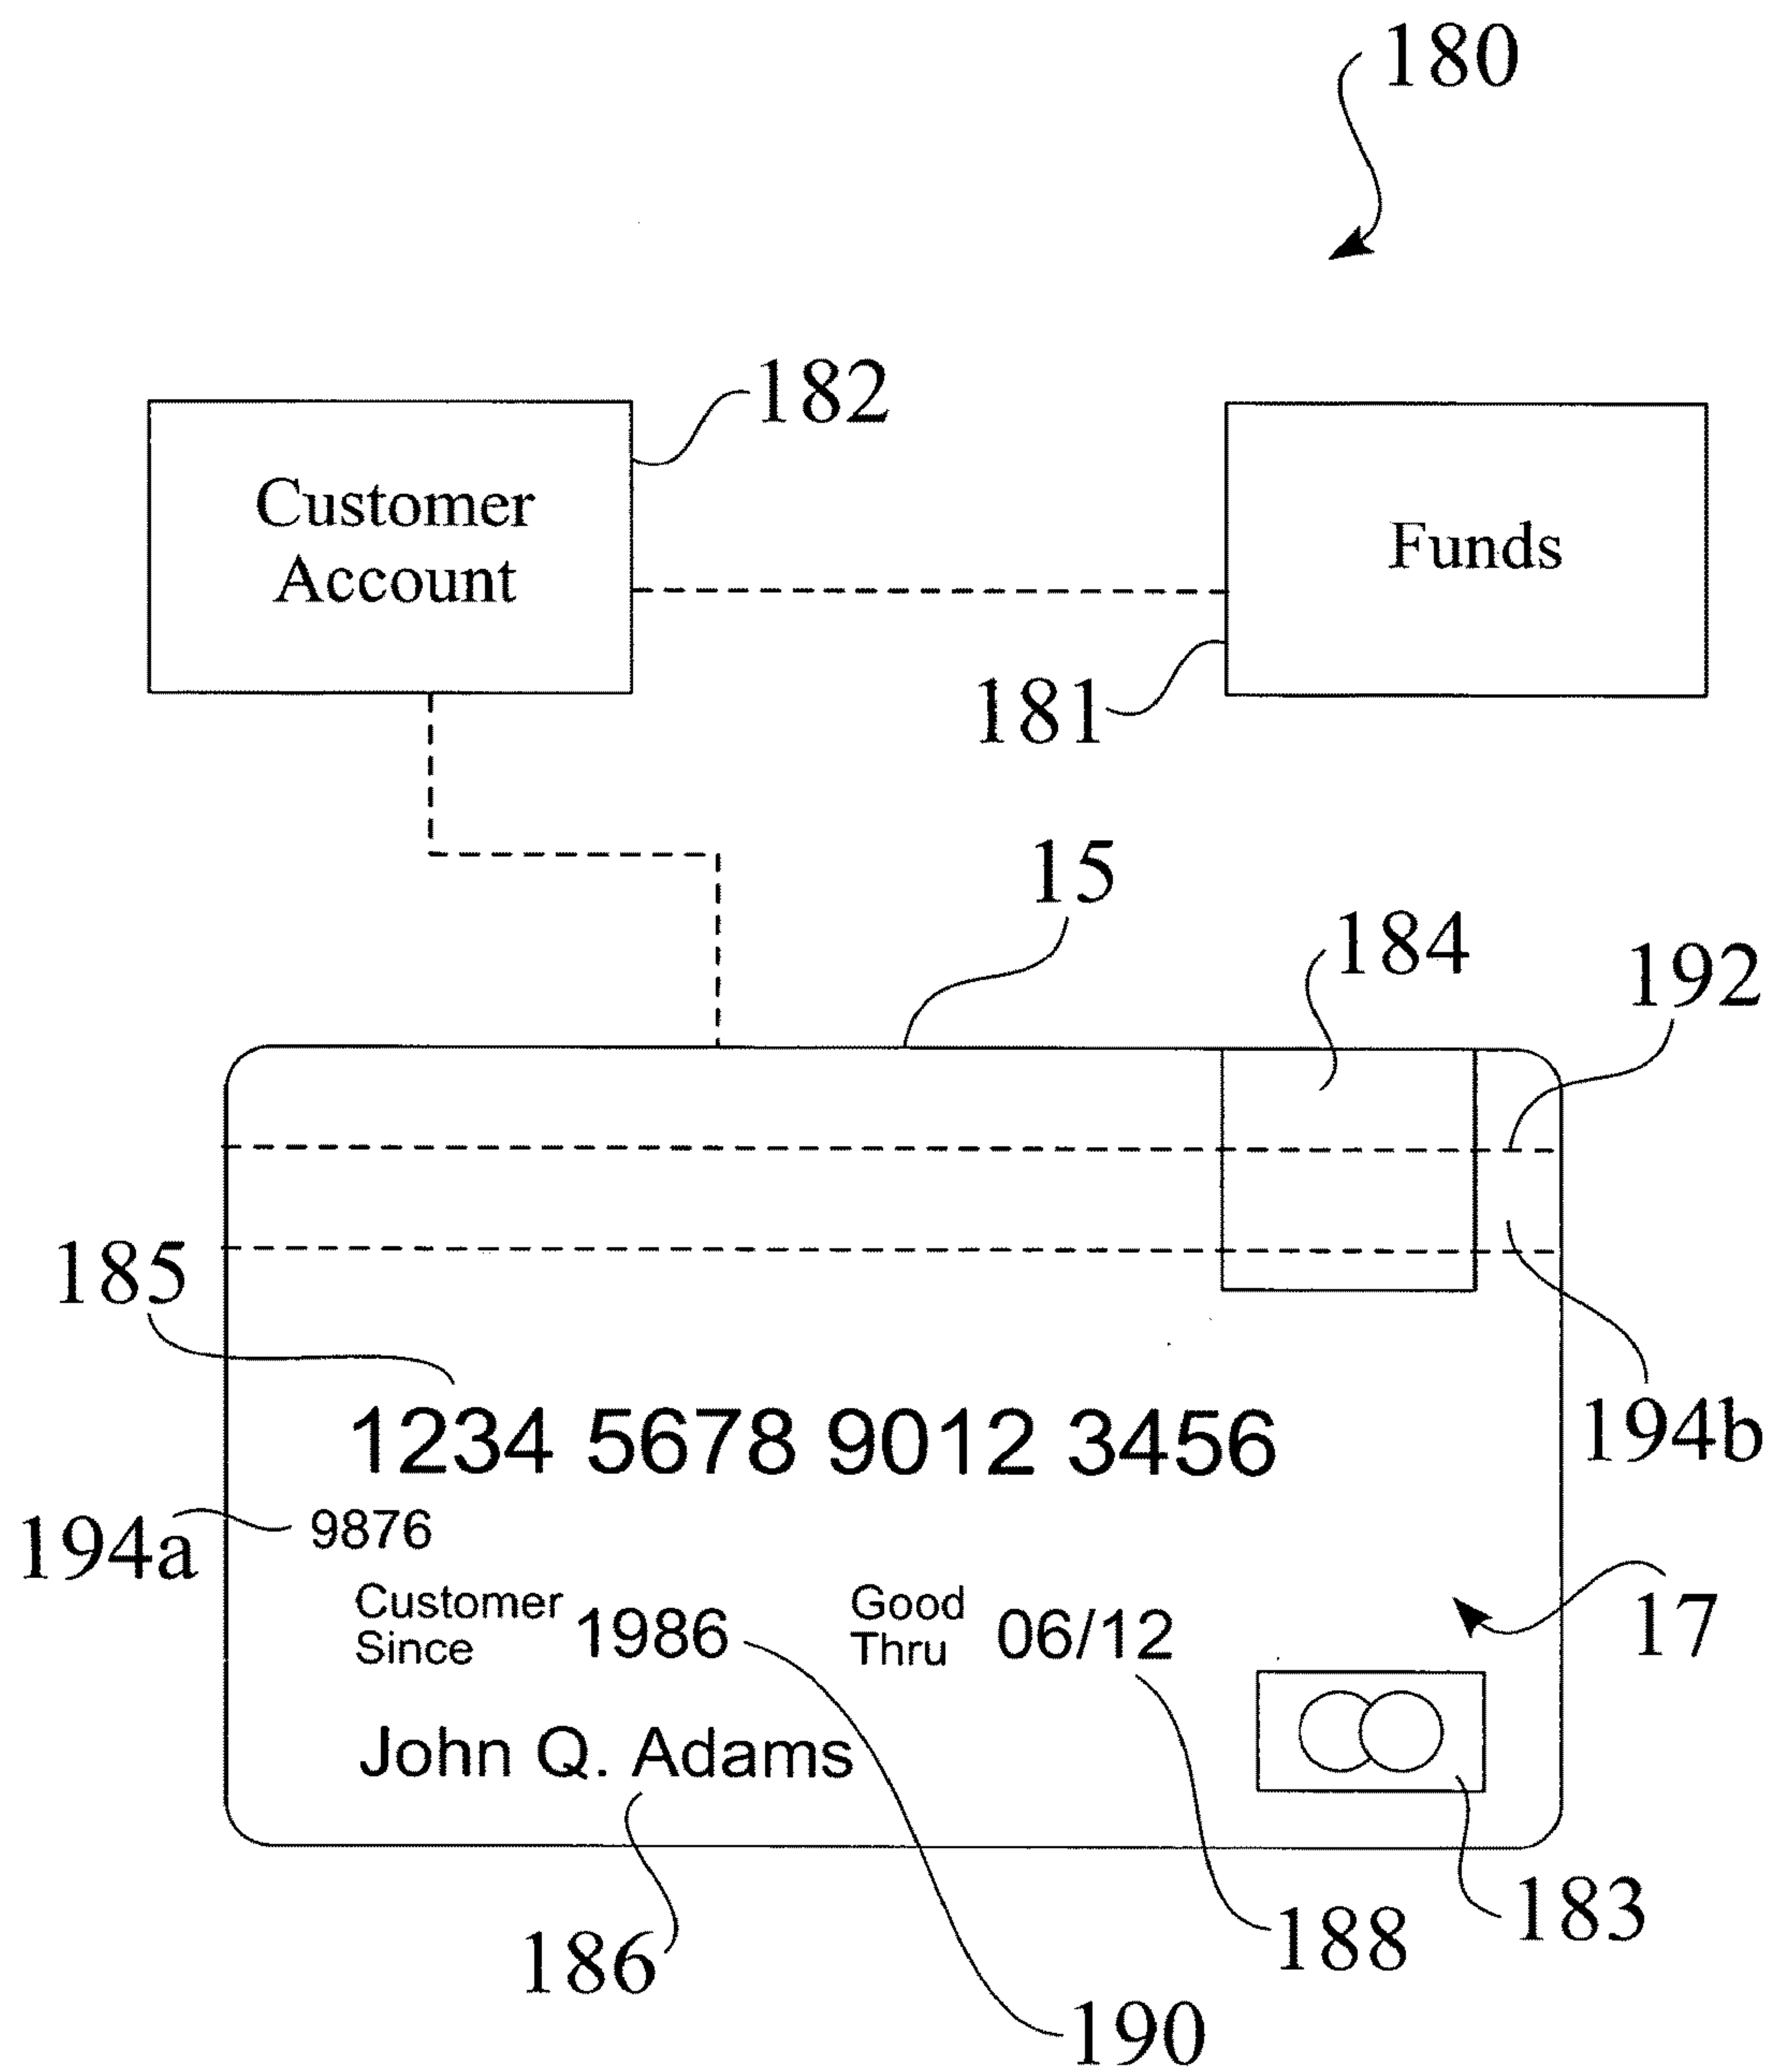 180
182
Customer
Account
Funds
181
15
184
192
185
1234 5678 9012 3456
194b
194a
9876
Customer
Since
1986
Good
Thru
06/12
17
John Q. Adams
183
188
186
190